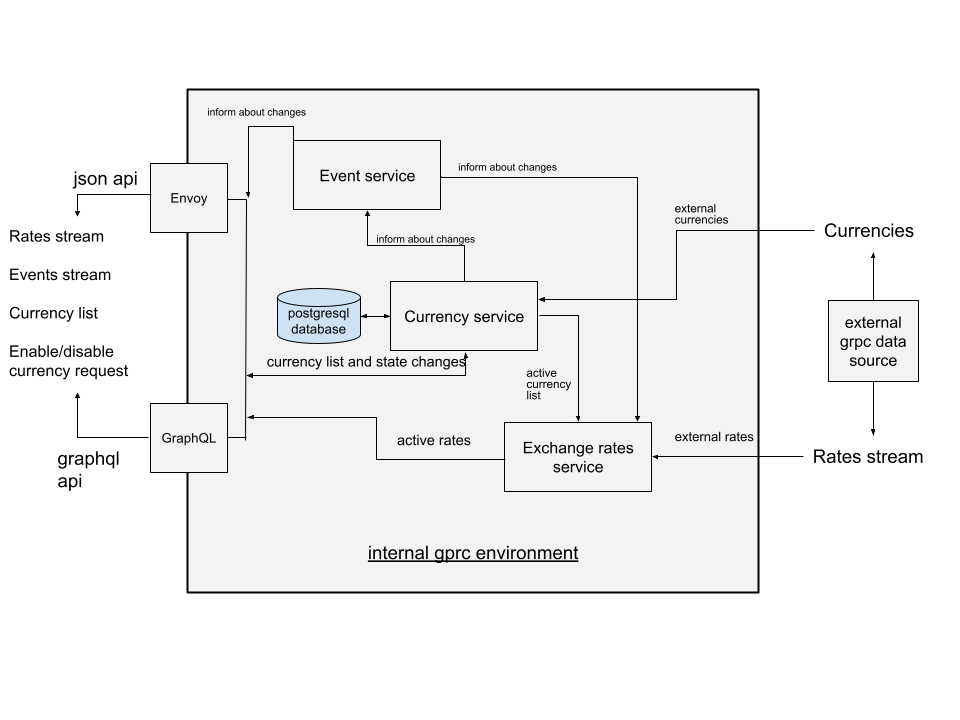 inform about changes
Event service
inform about changes
json api
Envoy
Rates stream
Events stream
Currency list
Enable/disable
currency request
external
currencies
Currencies
inform about changes
postgresql
database
Currency service
external
grpc data
source
currency list and state changes
active
currency
list
GraphQL
graphql
api
active rates
Exchange rates
service
external rates
Rates stream
internal gprc environment